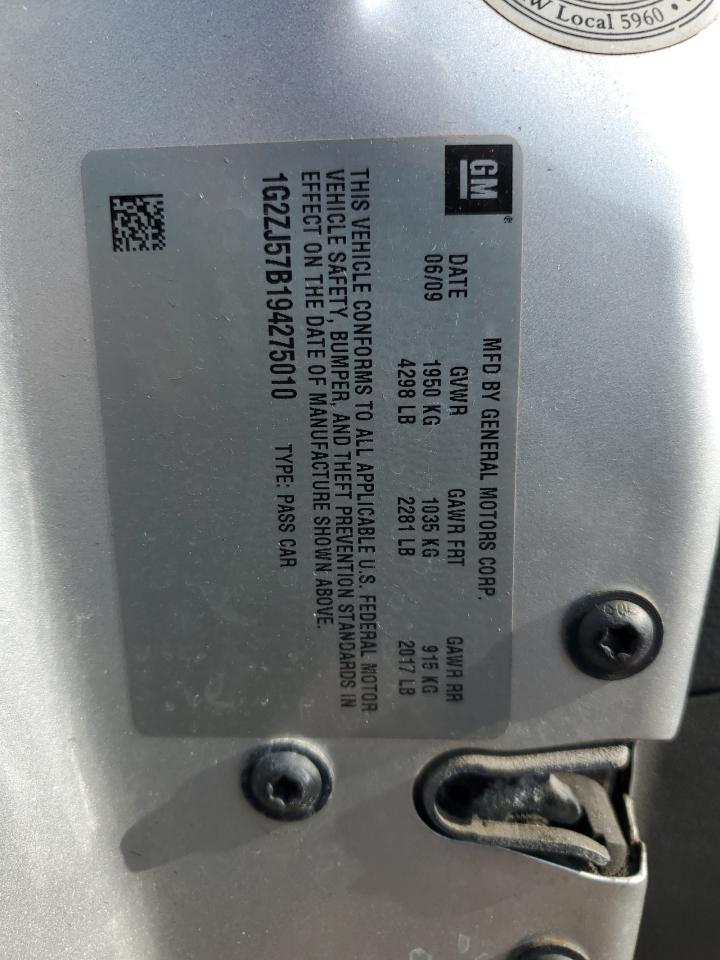 W Local 5960 •
GM
®
MFD BY GENERAL MOTORS CORP.
DATE GVWR GAWR FRT GAWR RR
06/09 1950 KG 1035 KG 915 KG
4298 LB 2281 LB 2017 LB
THIS VEHICLE CONFORMS TO ALL APPLICABLE U.S. FEDERAL MOTOR
VEHICLE SAFETY, BUMPER, AND THEFT PREVENTION STANDARDS IN
EFFECT ON THE DATE OF MANUFACTURE SHOWN ABOVE.
1G2ZJ57B194275010 TYPE: PASS CAR